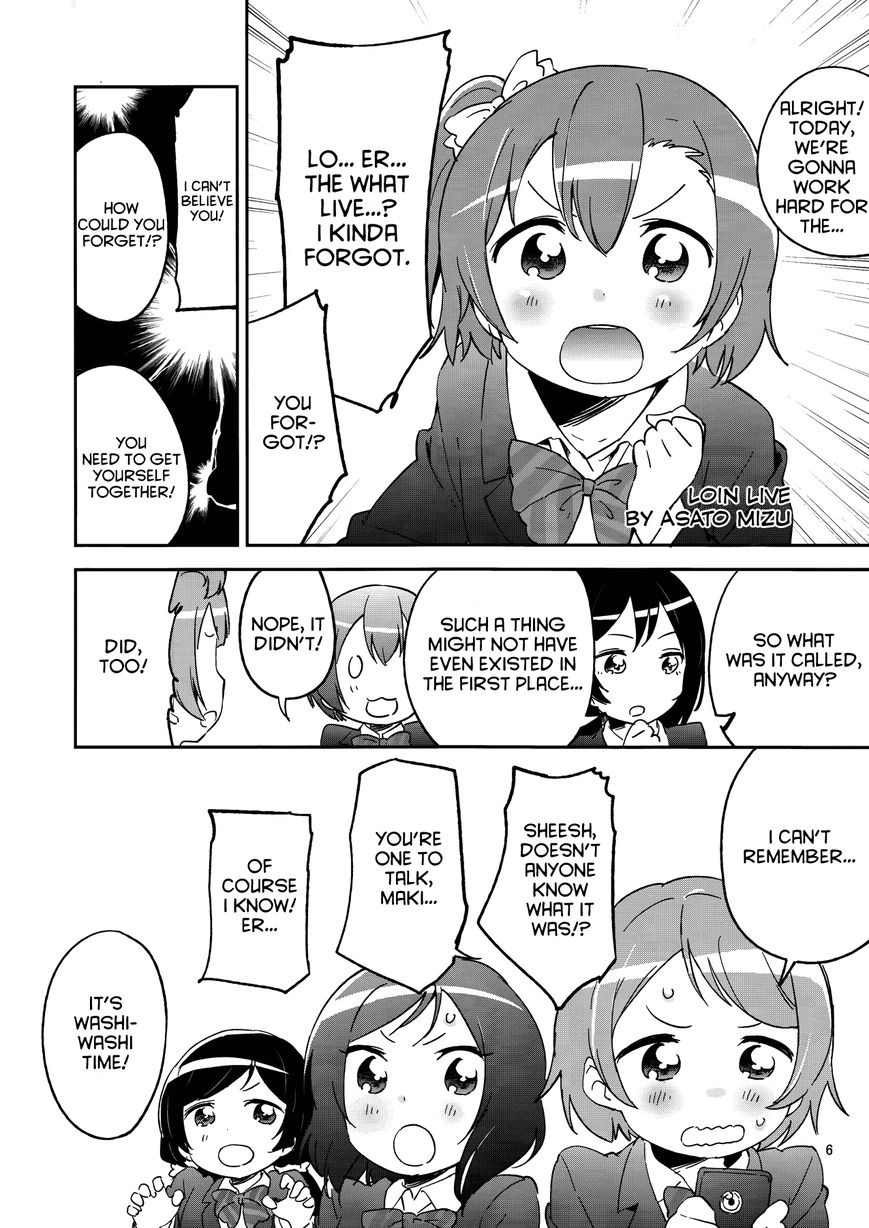 ALRIGHT!
TODAY,
WE'RE
GONNA
WORK
HARD FOR
THE...
LO... ER...
THE WHAT
LIVE...?
I KINDA
FORGOT.
YOU
FOR-
GOT!?
LOIN LIVE
BY ASATO MIZU
I CAN'T
BELIEVE
YOU!
HOW
COULD YOU
FORGET!?
YOU
NEED TO GET
YOURSELF
TOGETHER!
SO WHAT
WAS IT CALLED,
ANYWAY?
SUCH A THING
MIGHT NOT HAVE
EVEN EXISTED IN
THE FIRST PLACE...
NOPE, IT
DIDN'T!
DID,
TOO!
I CAN'T
REMEMBER...
SHEESH,
DOESN'T
ANYONE
KNOW
WHAT IT
WAS!?
YOU'RE
ONE TO
TALK,
MAKI...
OF
COURSE
I KNOW!
ER...
IT'S
WASHI-
WASHI
TIME!
6